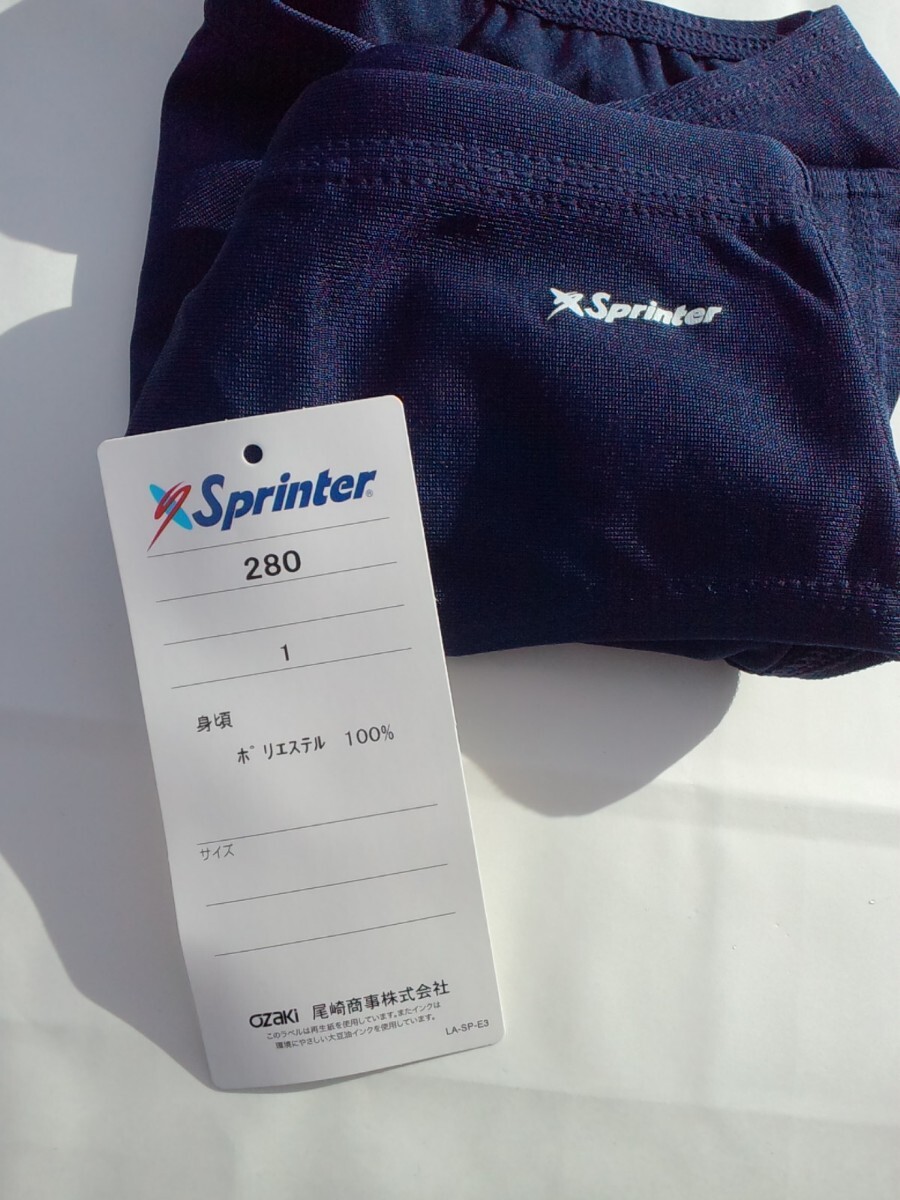 Sprinter
Sprinter®
280
1
身頃
ポリエステル 100%
サイズ
OZAKI 尾崎商事株式会社
このラベルは再生紙を使用しています。またインクは
環境にやさしい大豆油インクを使用しています。
LA-SP-E3